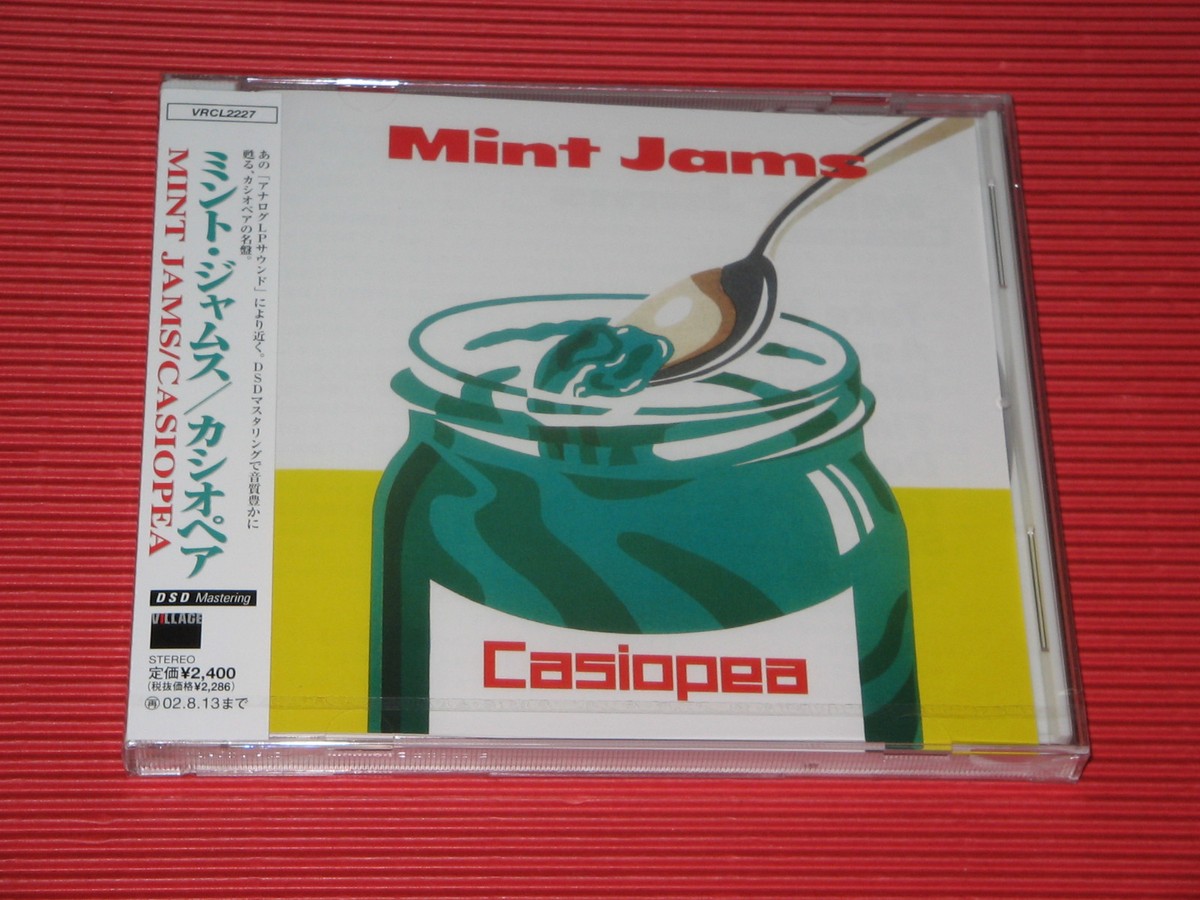 VRCL2227
あの「アナログLPサウンド」により近く。DSDマスタリングで音質豊かに
甦る、カシオペアの名盤。
ミント・ジャムス/カシオペア
MINT JAMS/CASIOPEA
DSD Mastering
VILLAGE
STEREO
定価¥2,400
(税抜価格¥2,286)
再02.8.13まで
Mint Jams
Casiopea